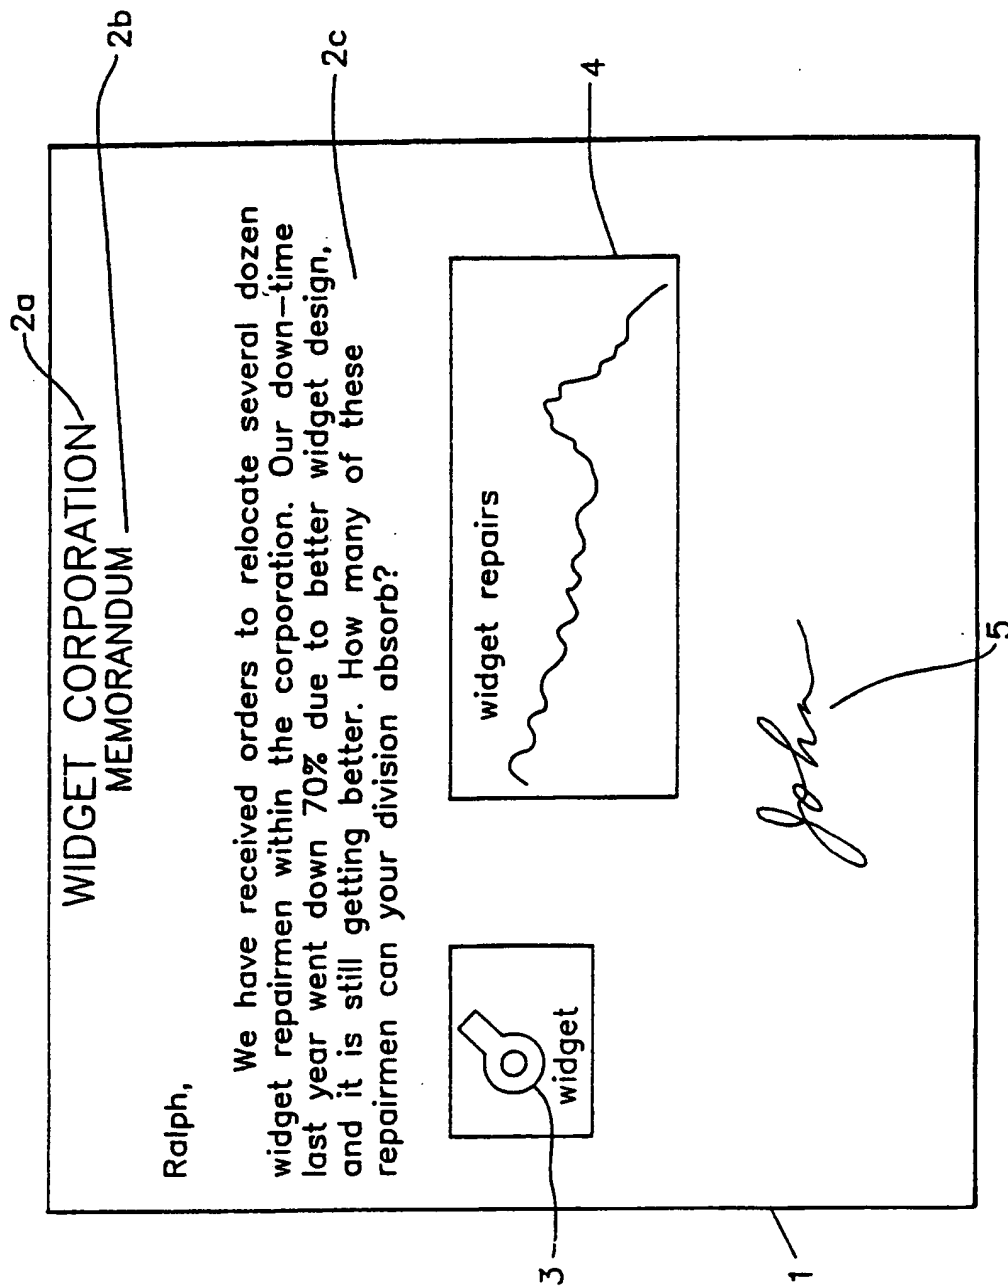 2a
2b
WIDGET CORPORATION
MEMORANDUM
Ralph,
We have received orders to relocate several dozen
widget repairmen within the corporation. Our down-time
last year went down 70% due to better widget design,
and it is still getting better. How many of these
repairmen can your division absorb?
2c
widget
widget repairs
4
3
John
5
1